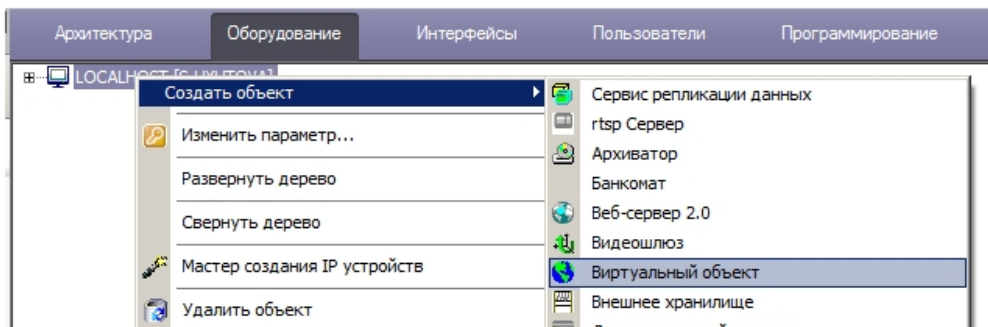 Архитектура Оборудование Интерфейсы Пользователи Программирование
LOCALHOST
Создать объект
Изменить параметр...
Развернуть дерево
Свернуть дерево
Мастер создания IP устройств
Удалить объект
Сервис репликации данных
rtsp Сервер
Архиватор
Банкомат
Веб-сервер 2.0
Видеошлюз
Виртуальный объект
Внешнее хранилище